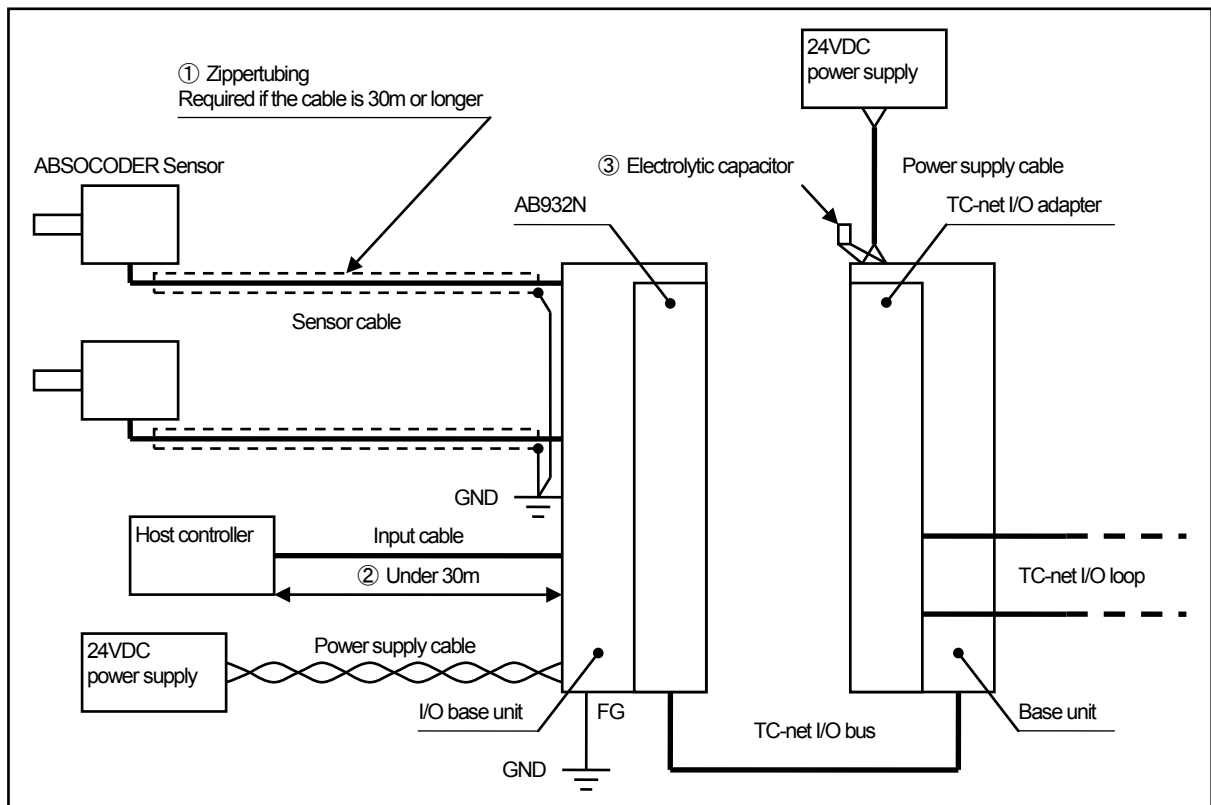 24VDC
power supply
① Zippertubing
Required if the cable is 30m or longer
ABSOCODER Sensor
③ Electrolytic capacitor
Power supply cable
AB932N
TC-net I/O adapter
Sensor cable
GND
Host controller
Input cable
② Under 30m
TC-net I/O loop
24VDC
power supply
Power supply cable
I/O base unit
FG
TC-net I/O bus
Base unit
GND